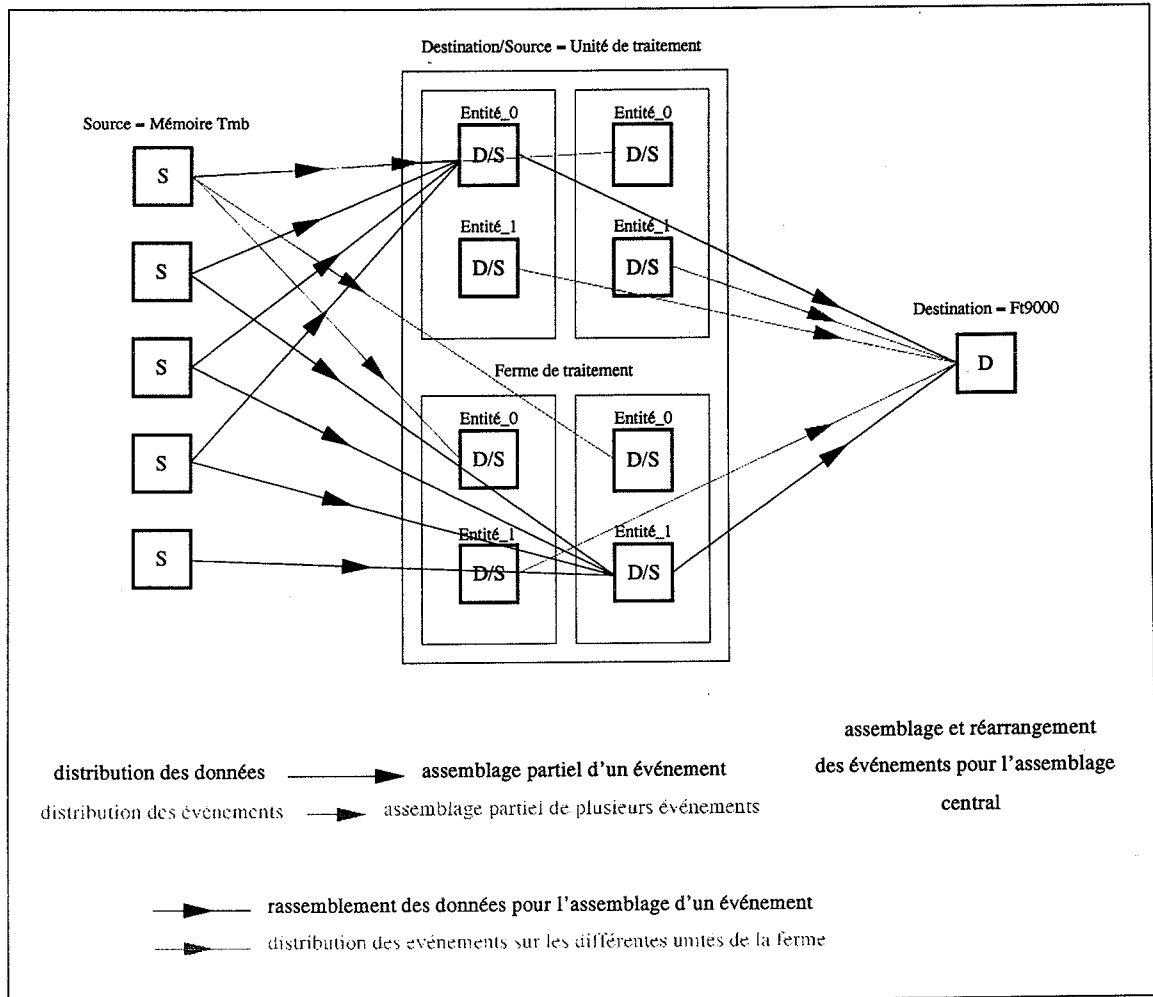 Destination/Source = Unité de traitement
Source = Mémoire Tmb
Entité_0
Entité_0
S
D/S
D/S
Entité_1
Entité_1
S
D/S
D/S
Destination = Ft9000
S
D
Ferme de traitement
Entité_0
Entité_0
S
D/S
D/S
Entité_1
Entité_1
S
D/S
D/S
assemblage et réarrangement
des événements pour l'assemblage
central
distribution des données
assemblage partiel d'un événement
distribution des événements
assemblage partiel de plusieurs événements
rassemblement des données pour l'assemblage d'un événement
distribution des evénements sur les différentes unités de la ferme